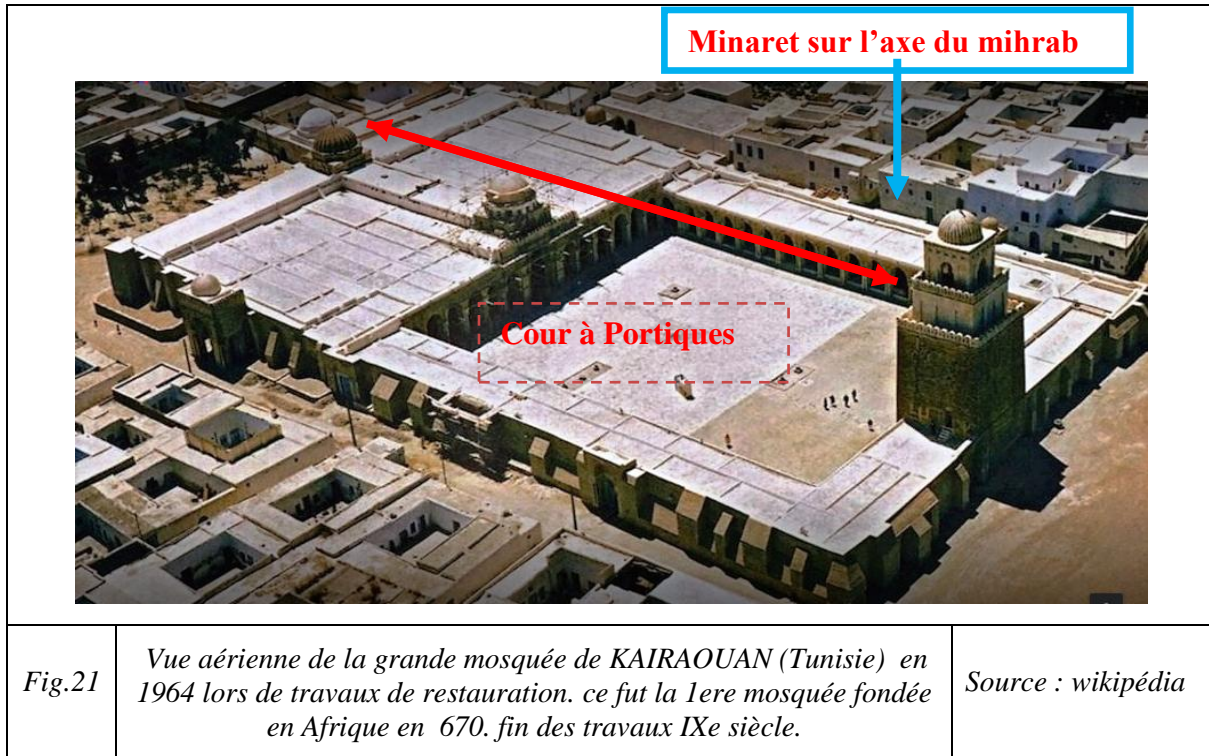 Minaret sur l’axe du mihrab
Cour à Portiques
Fig.21
Vue aérienne de la grande mosquée de KAIRAOUAN (Tunisie) en
1964 lors de travaux de restauration. ce fut la 1ere mosquée fondée
en Afrique en 670. fin des travaux IXe siècle.
Source : wikipédia